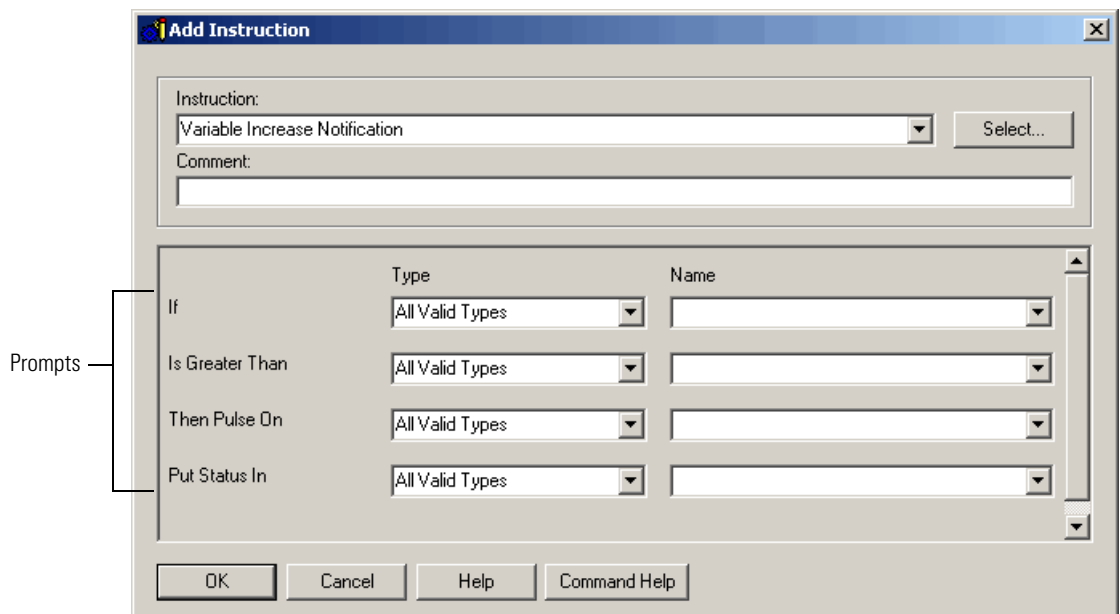 Add Instruction
Instruction:
Variable Increase Notification
Select...
Comment:
Type Name
If All Valid Types
Prompts
Is Greater Than All Valid Types
Then Pulse On All Valid Types
Put Status In All Valid Types
OK Cancel Help Command Help